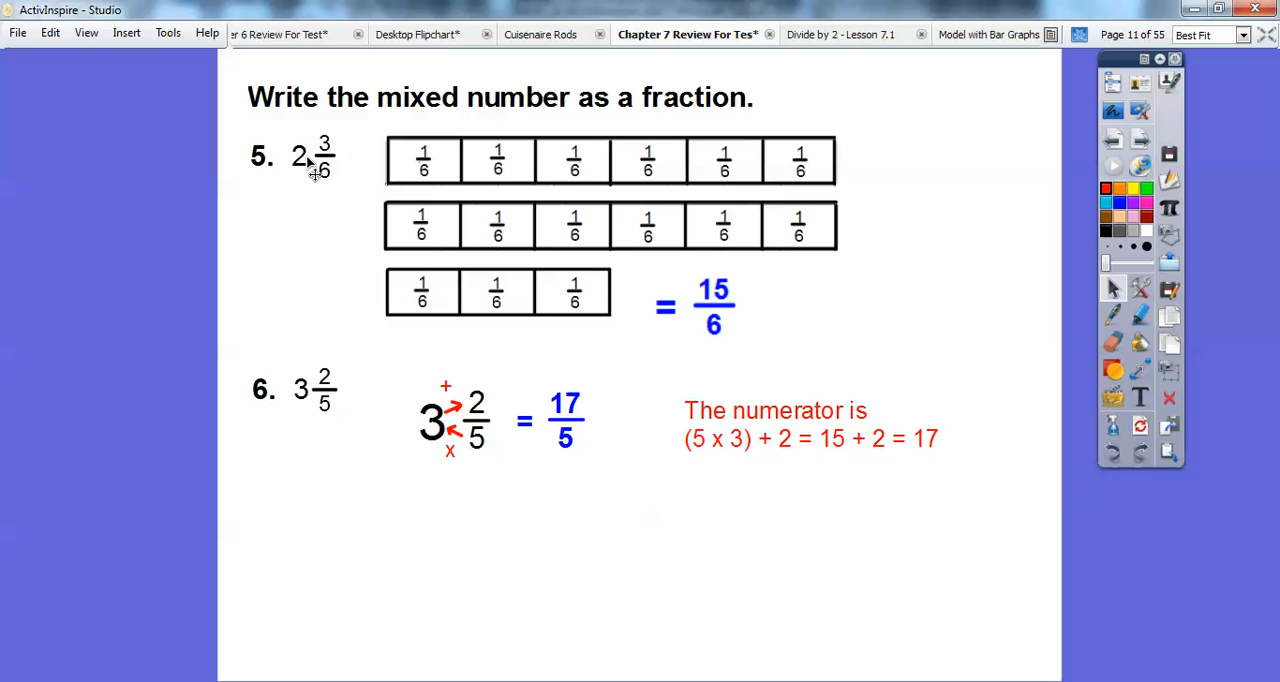 ActivInspire - Studio
File Edit View Insert Tools Help
er 6 Review For Test* Desktop Flipchart* Cuisenaire Rods Chapter 7 Review For Tes* Divide by 2 - Lesson 7.1 Model with Bar Graphs Page 11 of 55 Best Fit
Write the mixed number as a fraction.
5. 2 3/6
1/6 1/6 1/6 1/6 1/6 1/6
1/6 1/6 1/6 1/6 1/6 1/6
1/6 1/6 1/6 = 15/6
6. 3 2/5
+
3 2/5 = 17/5
x
The numerator is
(5 x 3) + 2 = 15 + 2 = 17